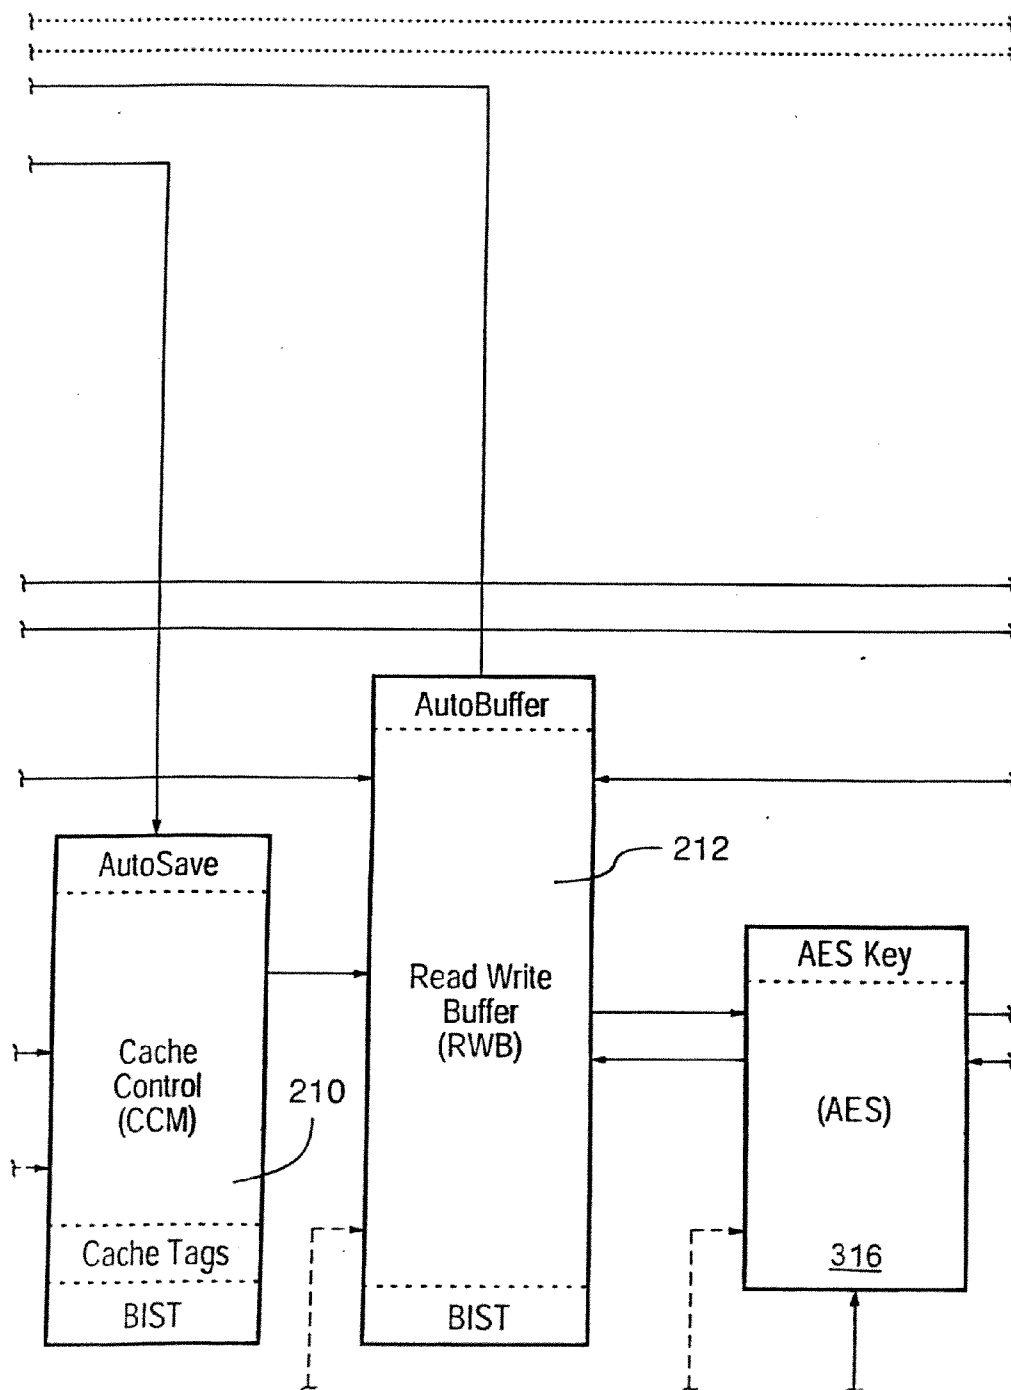 AutoBuffer
212
Read Write
Buffer
(RWB)
BIST
AutoSave
Cache
Control
(CCM)
210
Cache Tags
BIST
AES Key
(AES)
316